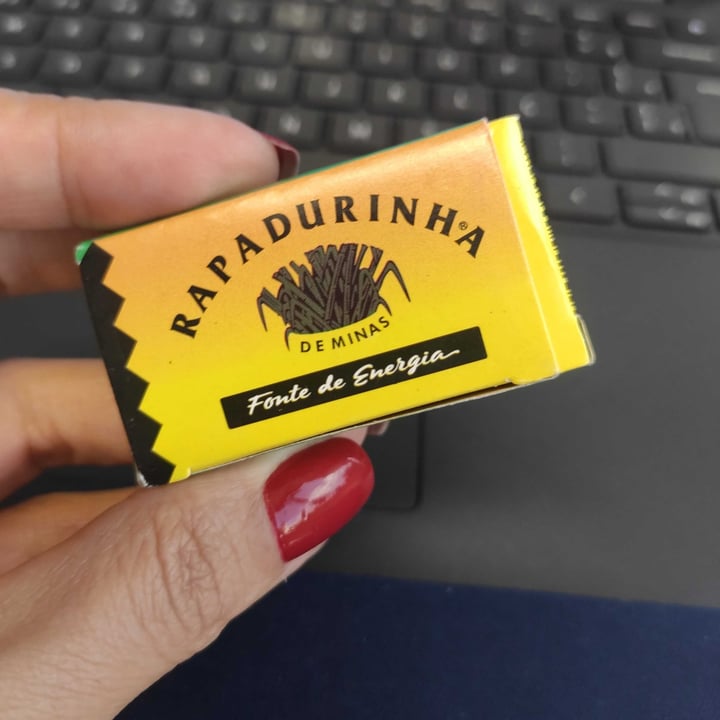 RAPADURINHA®
DE MINAS
Fonte de Energia